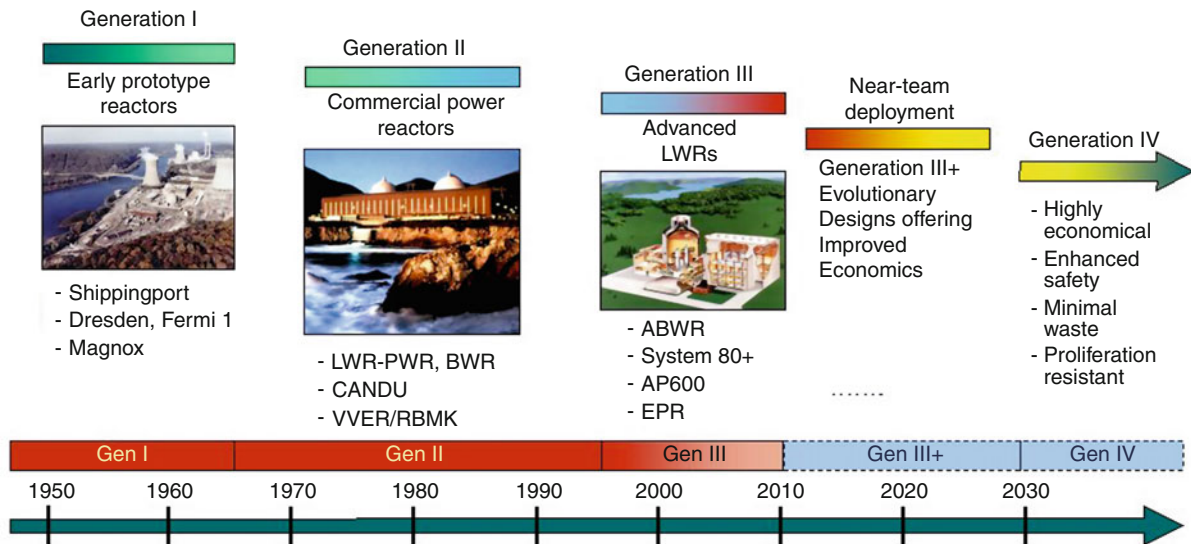 Generation I
Early prototype
reactors
- Shippingport
- Dresden, Fermi 1
- Magnox
Generation II
Commercial power
reactors
- LWR-PWR, BWR
- CANDU
- VVER/RBMK
Generation III
Advanced
LWRs
- ABWR
- System 80+
- AP600
- EPR
Near-team
deployment
Generation III+
Evolutionary
Designs offering
Improved
Economics
Generation IV
- Highly
economical
- Enhanced
safety
- Minimal
waste
- Proliferation
resistant
Gen I Gen II Gen III Gen III+ Gen IV
1950 1960 1970 1980 1990 2000 2010 2020 2030